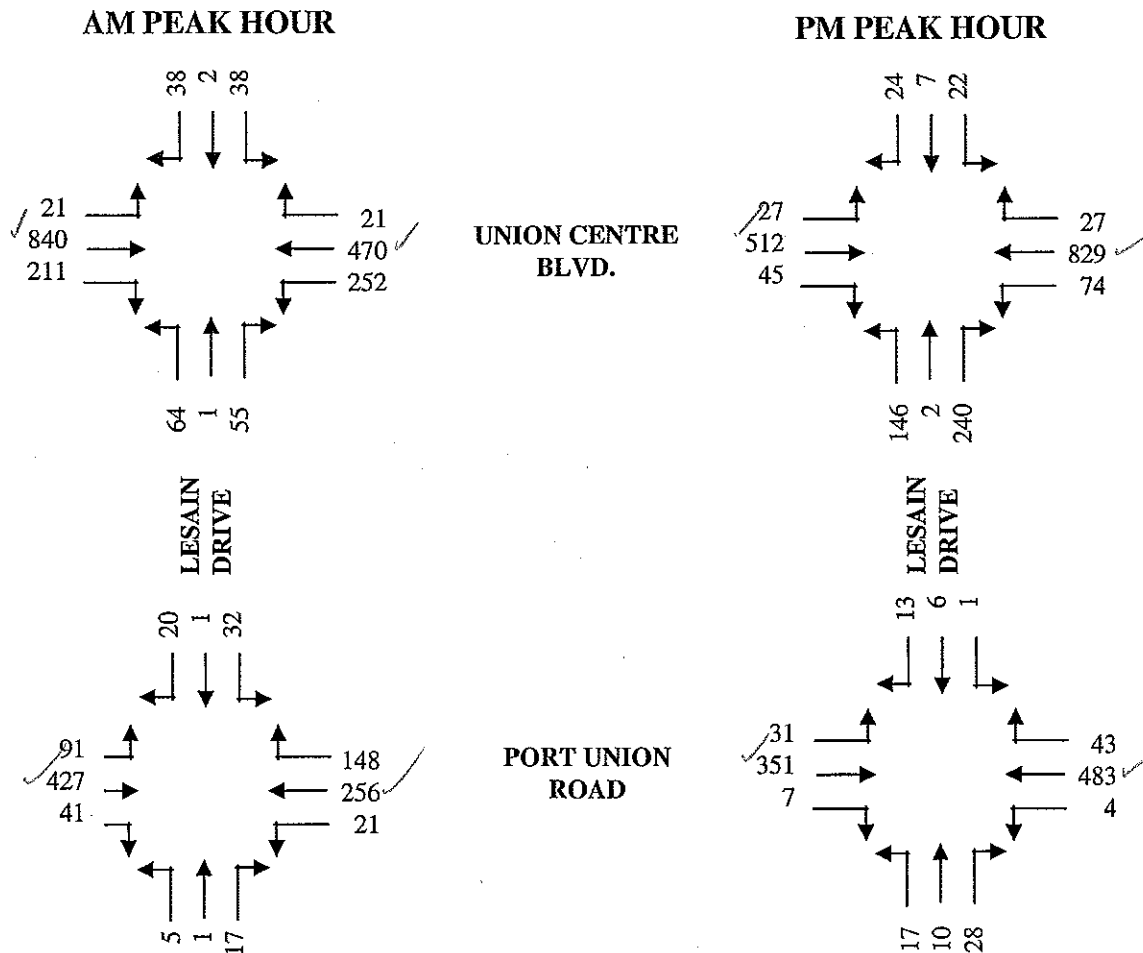 AM PEAK HOUR
PM PEAK HOUR
38 2 38
24 7 22
21
840
211
21
470
252
UNION CENTRE
BLVD.
27
512
45
27
829
74
64 1 55
146 2 240
LESAIN
DRIVE
LESAIN
DRIVE
20 1 32
13 6 1
91
427
41
148
256
21
PORT UNION
ROAD
31
351
7
43
483
4
5 1 17
17 10 28